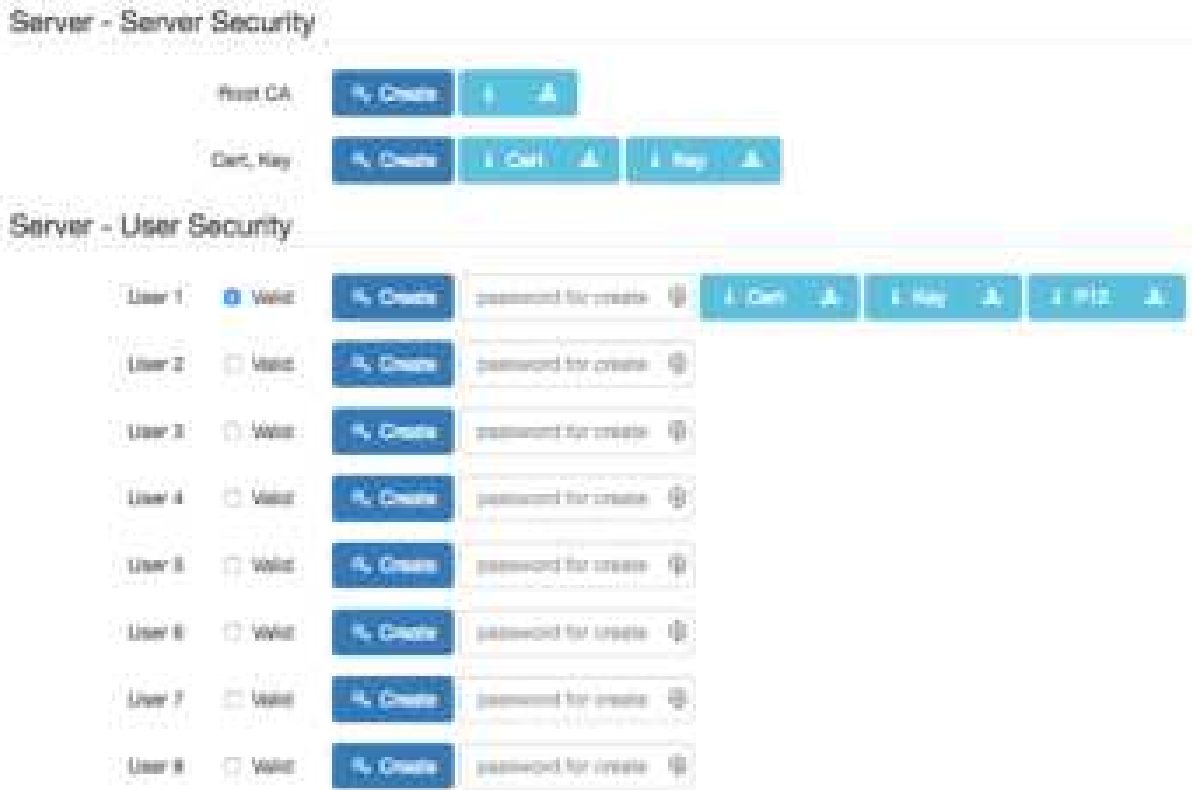 Server - Server Security
Root CA Create
Cert, Key Create Cert Key
Server - User Security
User 1 Valid Create password for create Cert Key P12
User 2 Valid Create password for create
User 3 Valid Create password for create
User 4 Valid Create password for create
User 5 Valid Create password for create
User 6 Valid Create password for create
User 7 Valid Create password for create
User 8 Valid Create password for create